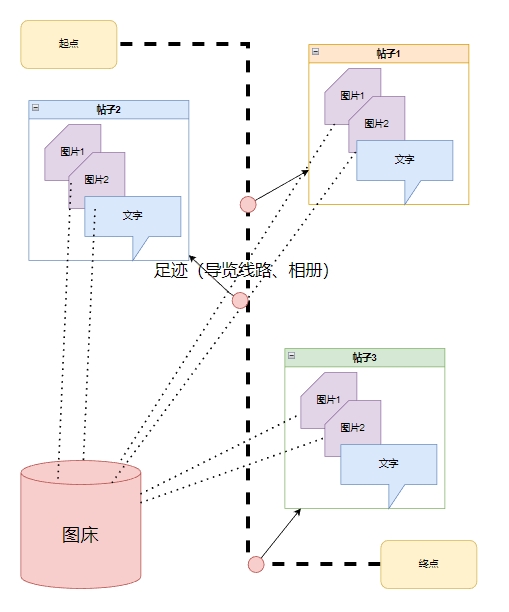 起点
帖子1
图片1
图片2
文字
帖子2
图片1
图片2
文字
足迹（导览线路、相册）
帖子3
图片1
图片2
文字
图床
终点